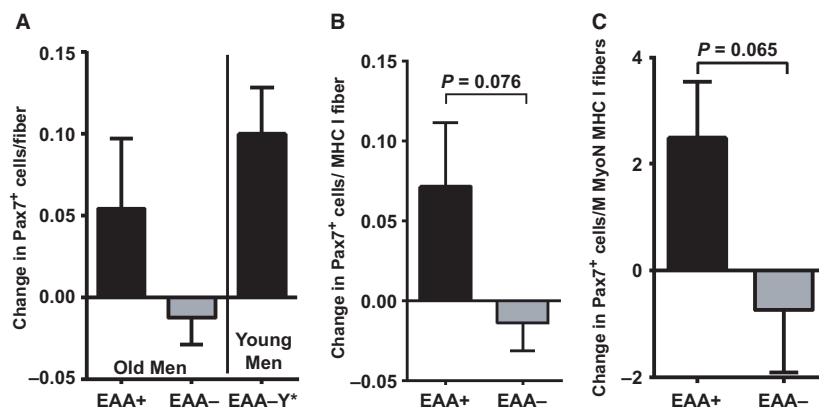 A
Change in Pax7⁺ cells/fiber
0.15
0.10
0.05
0.00
–0.05
Old Men
Young
Men
EAA+ EAA– EAA–Y*
B
Change in Pax7⁺ cells/ MHC I fiber
0.15
0.10
0.05
0.00
–0.05
P = 0.076
EAA+ EAA–
C
Change in Pax7⁺ cells/M MyoN MHC I fibers
4
2
0
–2
P = 0.065
EAA+ EAA–